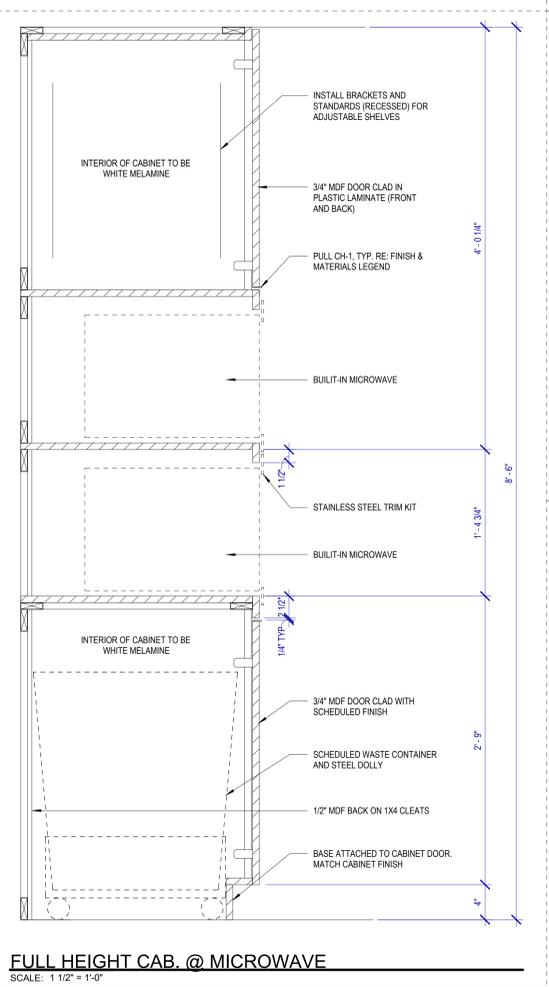 INSTALL BRACKETS AND
STANDARDS (RECESSED) FOR
ADJUSTABLE SHELVES
INTERIOR OF CABINET TO BE
WHITE MELAMINE
3/4" MDF DOOR CLAD IN
PLASTIC LAMINATE (FRONT
AND BACK)
4' - 0 1/4"
PULL CH-1, TYP. RE: FINISH &
MATERIALS LEGEND
BUILIT-IN MICROWAVE
8' - 6"
1 1/2"
STAINLESS STEEL TRIM KIT
1' - 4 3/4"
BUILIT-IN MICROWAVE
2 1/2"
1/4" TYP
INTERIOR OF CABINET TO BE
WHITE MELAMINE
3/4" MDF DOOR CLAD WITH
SCHEDULED FINISH
2' - 9"
SCHEDULED WASTE CONTAINER
AND STEEL DOLLY
1/2" MDF BACK ON 1X4 CLEATS
BASE ATTACHED TO CABINET DOOR.
MATCH CABINET FINISH
4"
FULL HEIGHT CAB. @ MICROWAVE
SCALE: 1 1/2" = 1'-0"